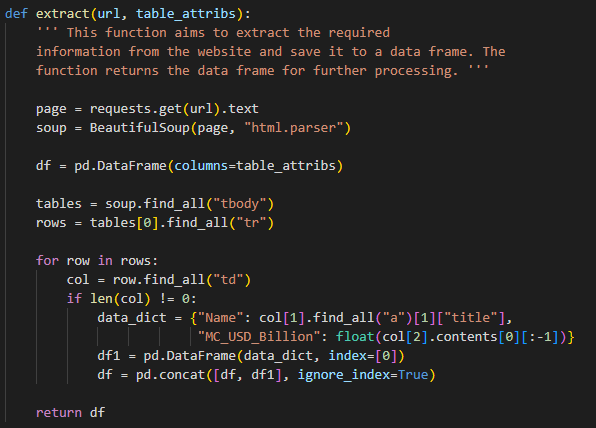 def extract(url, table_attribs):
    ''' This function aims to extract the required
    information from the website and save it to a data frame. The
    function returns the data frame for further processing. '''

    page = requests.get(url).text
    soup = BeautifulSoup(page, "html.parser")

    df = pd.DataFrame(columns=table_attribs)

    tables = soup.find_all("tbody")
    rows = tables[0].find_all("tr")

    for row in rows:
        col = row.find_all("td")
        if len(col) != 0:
            data_dict = {"Name": col[1].find_all("a")[1]["title"],
                         "MC_USD_Billion": float(col[2].contents[0][:-1])}
            df1 = pd.DataFrame(data_dict, index=[0])
            df = pd.concat([df, df1], ignore_index=True)

    return df